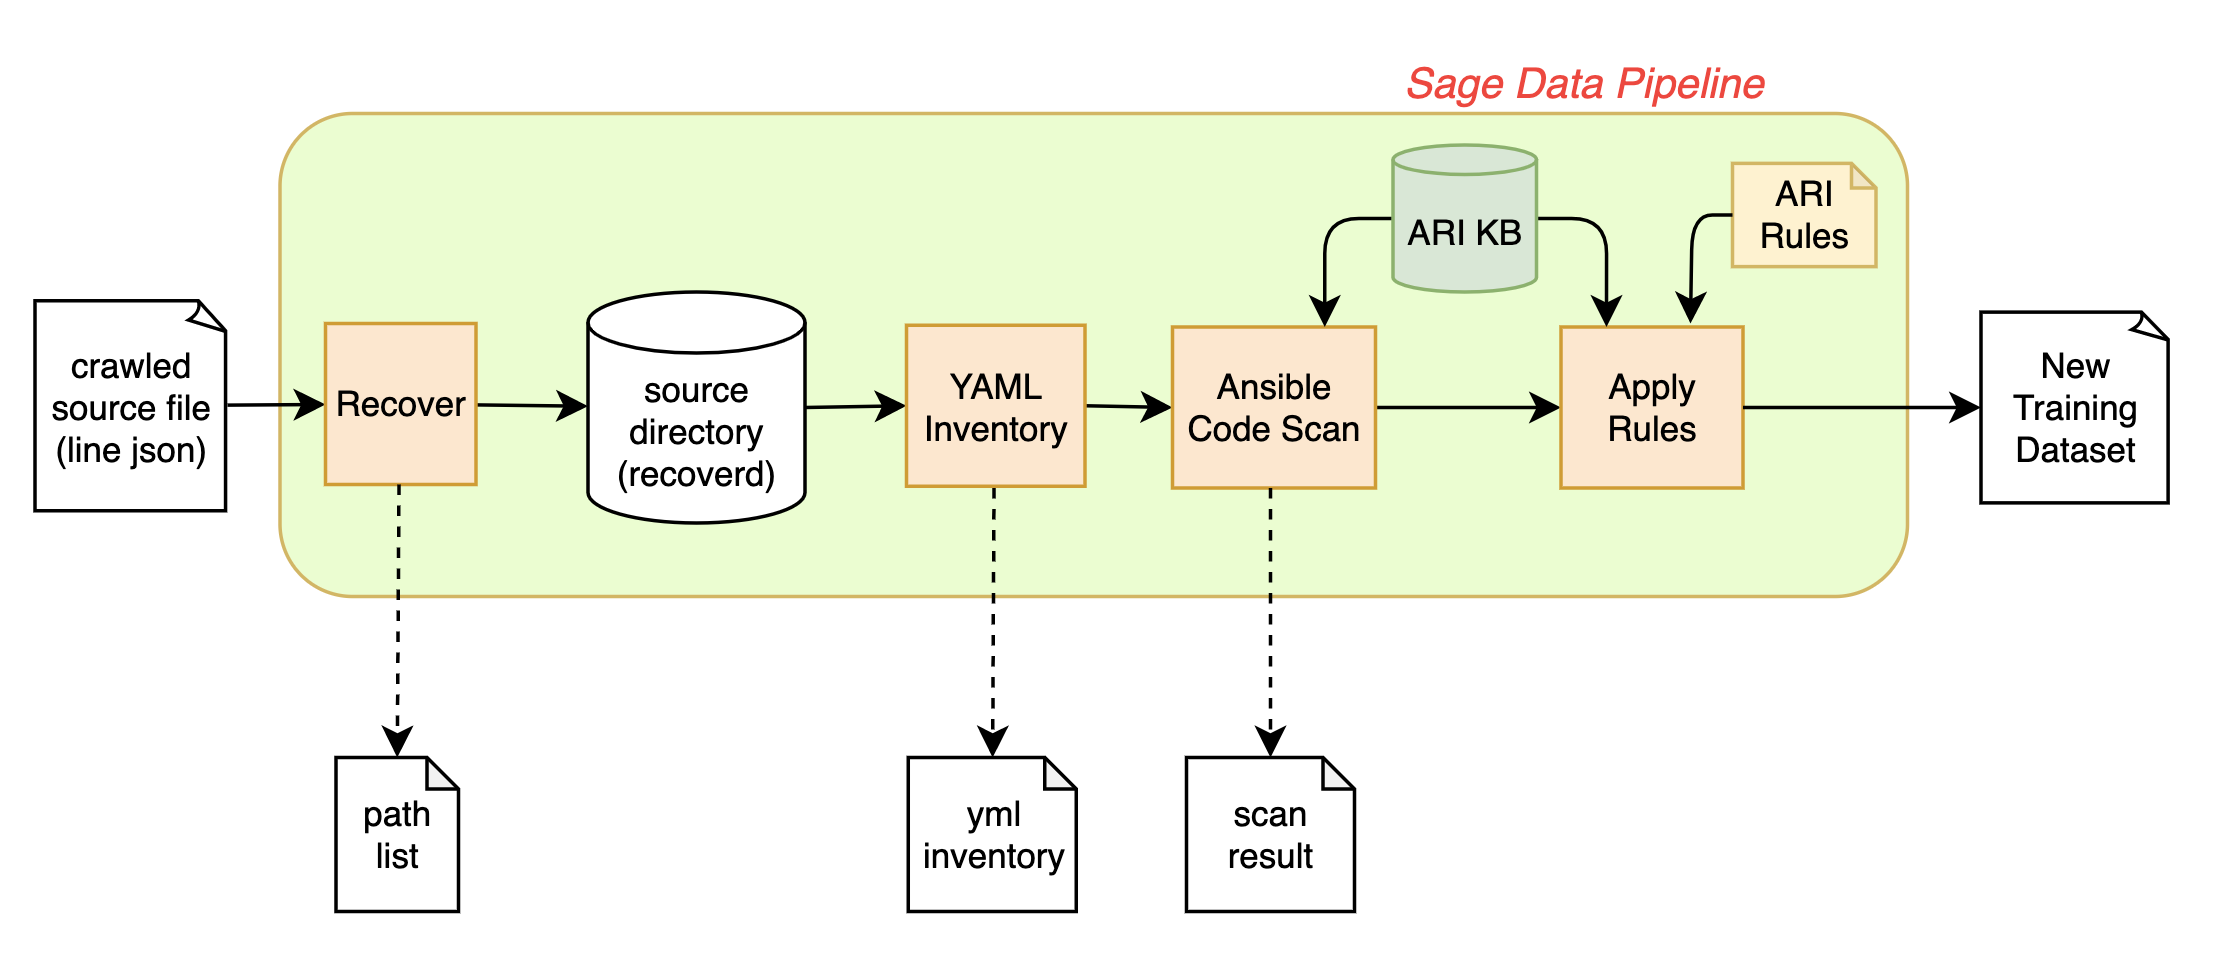 Sage Data Pipeline
ARI KB
ARI
Rules
crawled
source file
(line json)
Recover
source
directory
(recoverd)
YAML
Inventory
Ansible
Code Scan
Apply
Rules
New
Training
Dataset
path
list
yml
inventory
scan
result